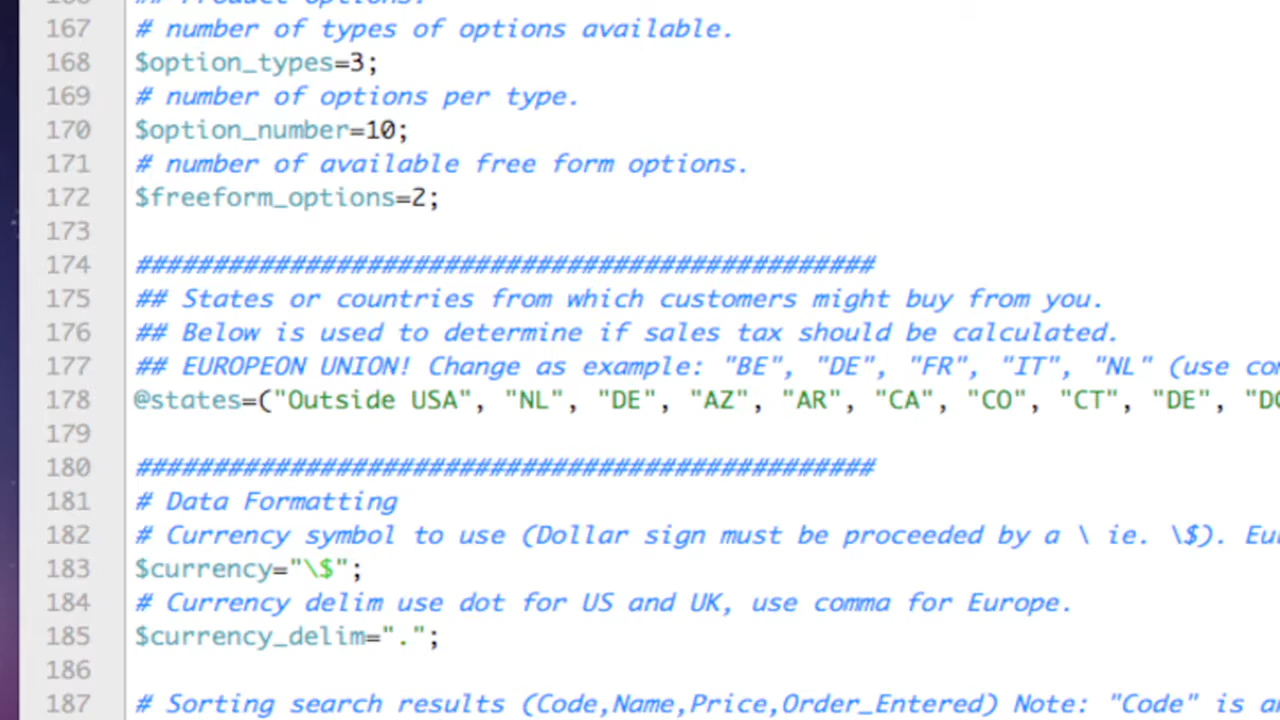 ## Product Options.
167 # number of types of options available.
168 $option_types=3;
169 # number of options per type.
170 $option_number=10;
171 # number of available free form options.
172 $freeform_options=2;
173
174 ################################################
175 ## States or countries from which customers might buy from you.
176 ## Below is used to determine if sales tax should be calculated.
177 ## EUROPEON UNION! Change as example: "BE", "DE", "FR", "IT", "NL" (use
178 @states=("Outside USA", "NL", "DE", "AZ", "AR", "CA", "CO", "CT", "DE",
179
180 ################################################
181 # Data Formatting
182 # Currency symbol to use (Dollar sign must be proceeded by a \ ie. \$).
183 $currency="\$";
184 # Currency delim use dot for US and UK, use comma for Europe.
185 $currency_delim=".";
186
187 # Sorting search results (Code,Name,Price,Order_Entered) Note: "Code" is